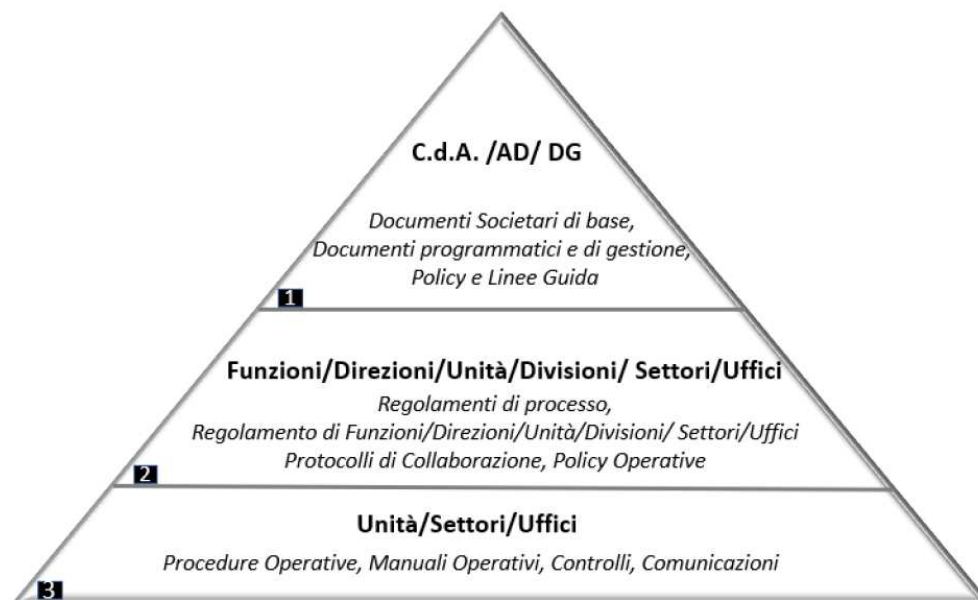 C.d.A. /AD/ DG
Documenti Societari di base,
Documenti programmatici e di gestione,
Policy e Linee Guida
1
Funzioni/Direzioni/Unità/Divisioni/ Settori/Uffici
Regolamenti di processo,
Regolamento di Funzioni/Direzioni/Unità/Divisioni/ Settori/Uffici
Protocolli di Collaborazione, Policy Operative
2
Unità/Settori/Uffici
Procedure Operative, Manuali Operativi, Controlli, Comunicazioni
3